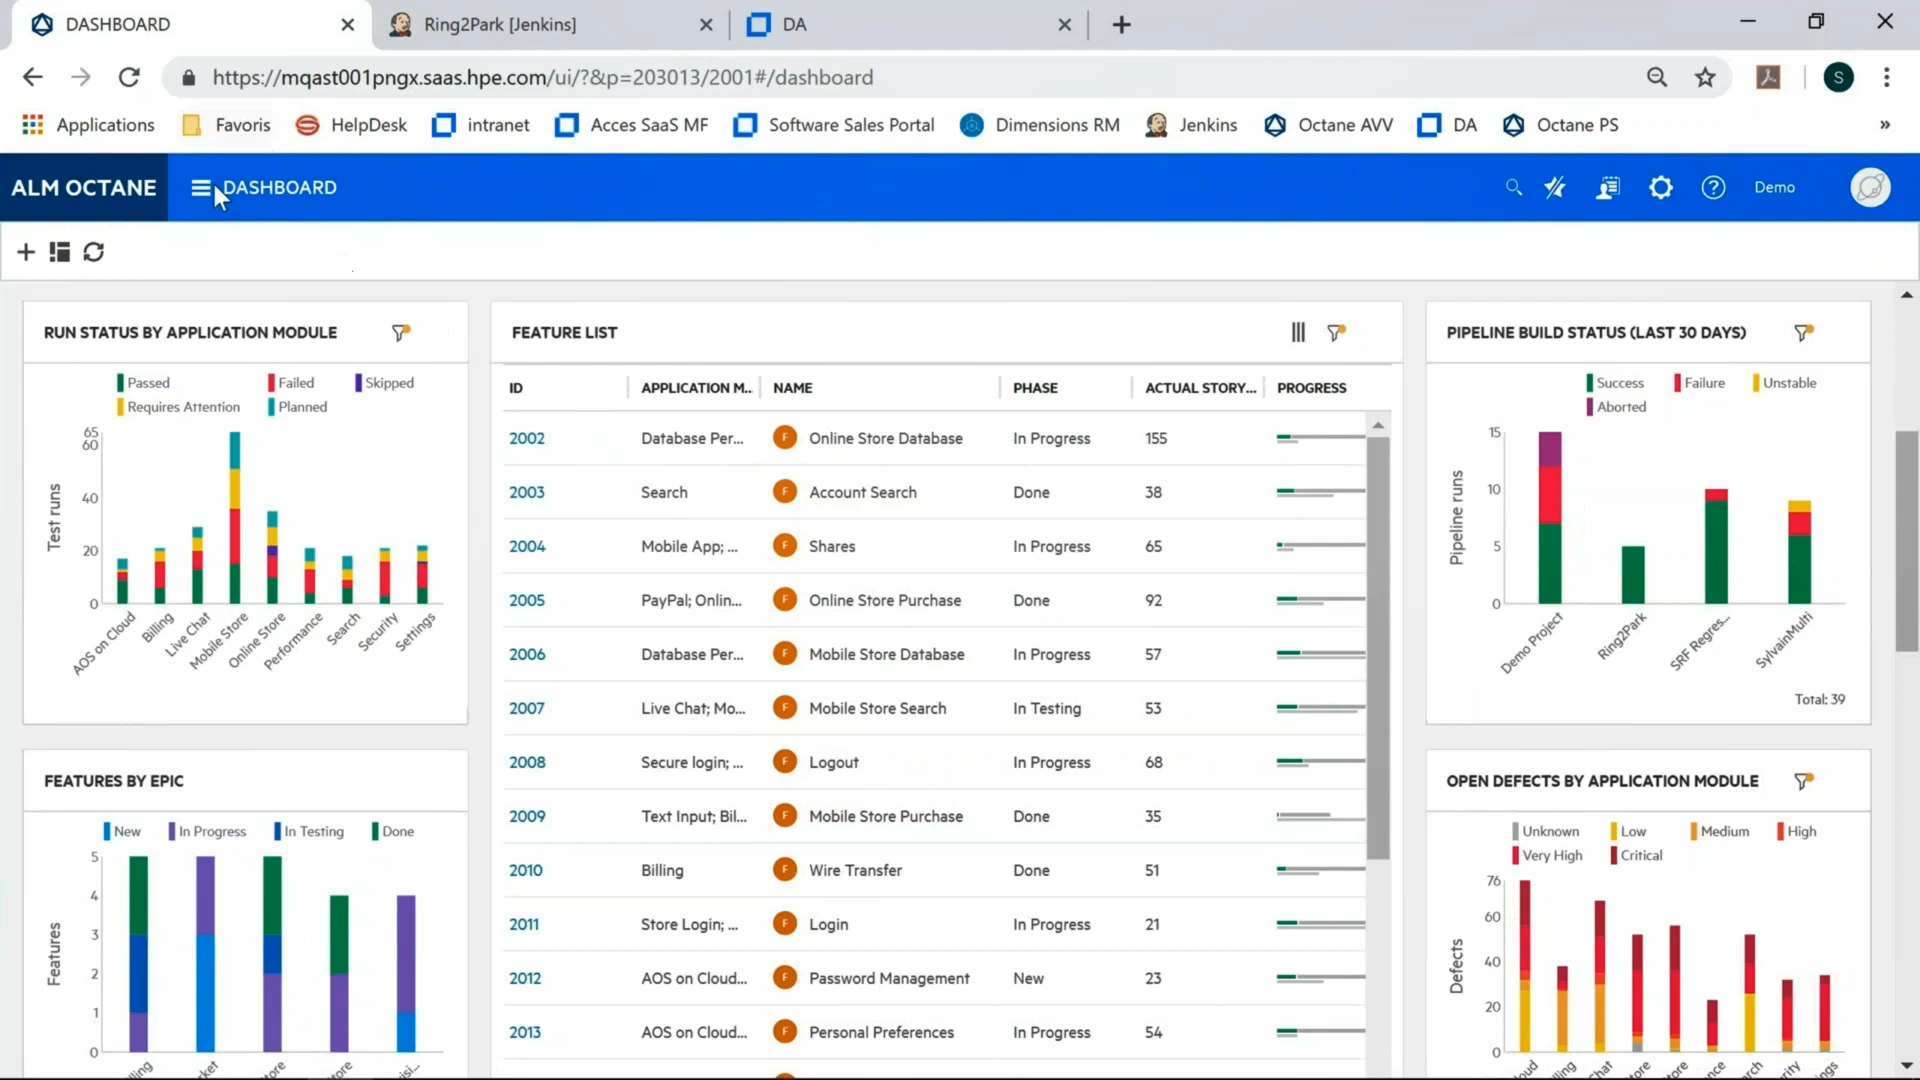 DASHBOARD
Ring2Park [Jenkins]
DA
https://mqast001pngx.saas.hpe.com/ui/?&p=203013/2001#/dashboard
S
Applications
Favoris
HelpDesk
intranet
Acces SaaS MF
Software Sales Portal
Dimensions RM
Jenkins
Octane AVV
DA
Octane PS
»
ALM OCTANE
DASHBOARD
Demo
RUN STATUS BY APPLICATION MODULE
Passed Failed Skipped
Requires Attention Planned
Test runs
65
60
40
20
0
AOS on Cloud
Billing
Live Chat
Mobile Store
Online Store
Performance
Search
Security
Settings
FEATURES BY EPIC
New In Progress In Testing Done
Features
5
4
3
2
1
0
FEATURE LIST
ID APPLICATION M... NAME PHASE ACTUAL STORY... PROGRESS
2002 Database Per... F Online Store Database In Progress 155
2003 Search F Account Search Done 38
2004 Mobile App; ... F Shares In Progress 65
2005 PayPal; Onlin... F Online Store Purchase Done 92
2006 Database Per... F Mobile Store Database In Progress 57
2007 Live Chat; Mo... F Mobile Store Search In Testing 53
2008 Secure login; ... F Logout In Progress 68
2009 Text Input; Bil... F Mobile Store Purchase Done 35
2010 Billing F Wire Transfer Done 51
2011 Store Login; ... F Login In Progress 21
2012 AOS on Cloud... F Password Management New 23
2013 AOS on Cloud... F Personal Preferences In Progress 54
PIPELINE BUILD STATUS (LAST 30 DAYS)
Success Failure Unstable
Aborted
Pipeline runs
15
10
5
0
Demo Project
Ring2Park
SRF Regres...
SylvainMulti
Total: 39
OPEN DEFECTS BY APPLICATION MODULE
Unknown Low Medium High
Very High Critical
Defects
76
60
40
20
0